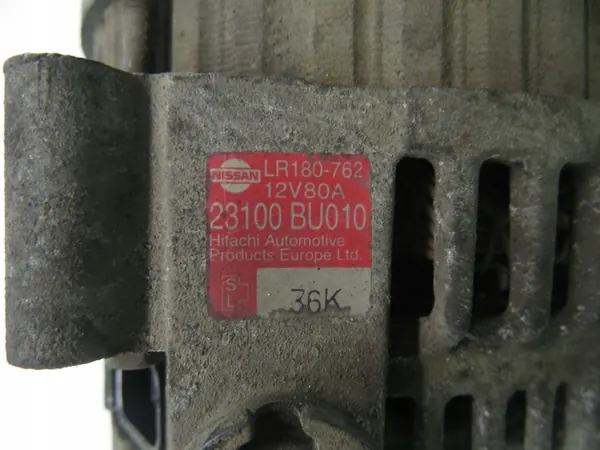 NISSAN LR180-762
12V80A
23100 BU010
Hitachi Automotive
Products Europe Ltd.
S
L
36K